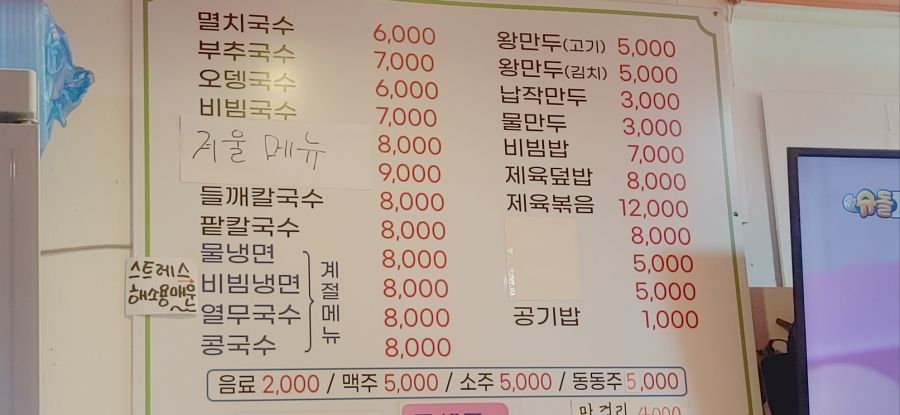 멸치국수 6,000
부추국수 7,000
오뎅국수 6,000
비빔국수 7,000
겨울 메뉴 8,000
9,000
들깨칼국수 8,000
팥칼국수 8,000
물냉면 8,000
비빔냉면 8,000
열무국수 8,000
콩국수 8,000
계절메뉴
스트레스
해소용매운
왕만두(고기) 5,000
왕만두(김치) 5,000
납작만두 3,000
물만두 3,000
비빔밥 7,000
제육덮밥 8,000
제육볶음 12,000
8,000
5,000
5,000
공기밥 1,000
음료 2,000 / 맥주 5,000 / 소주 5,000 / 동동주 5,000
막걸리 4,000
슈돌